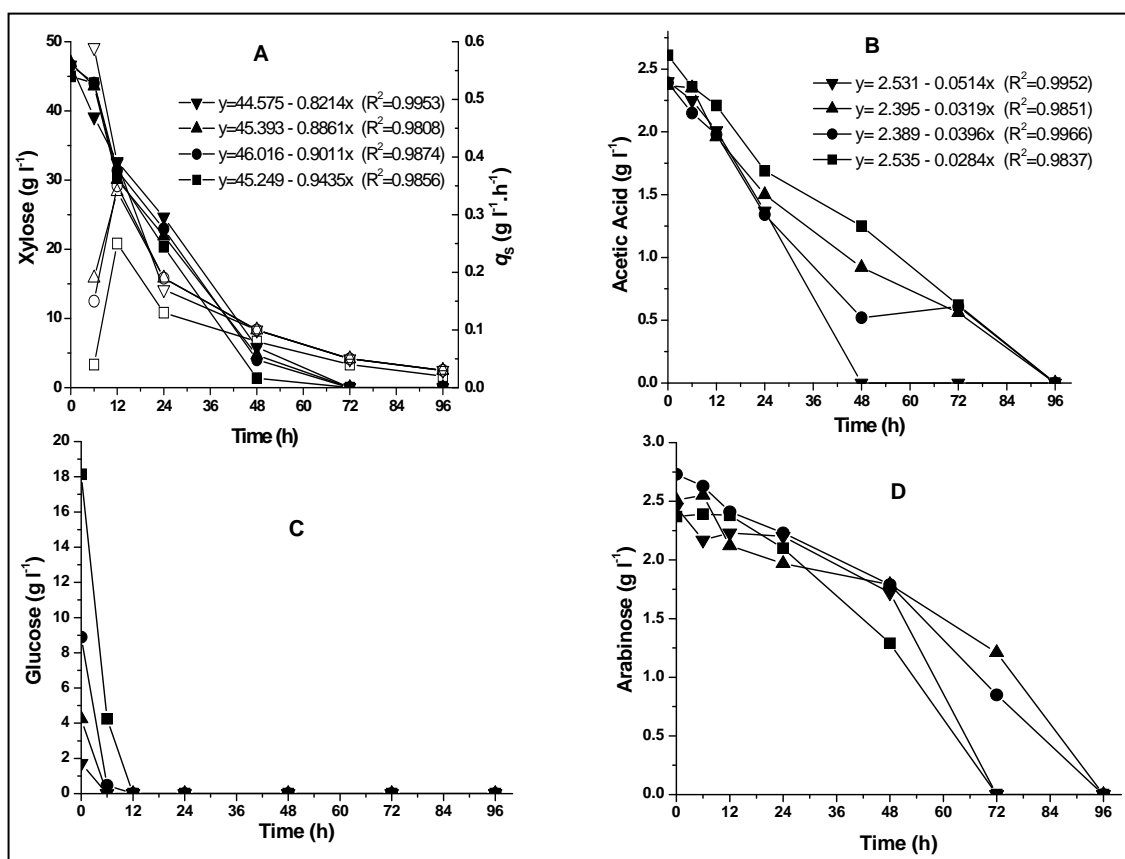 A
y=44.575 - 0.8214x (R²=0.9953)
y=45.393 - 0.8861x (R²=0.9808)
y=46.016 - 0.9011x (R²=0.9874)
y=45.249 - 0.9435x (R²=0.9856)
Xylose (g l⁻¹)
50
40
30
20
10
0
qₛ (g l⁻¹.h⁻¹)
0.6
0.5
0.4
0.3
0.2
0.1
0.0
0 12 24 36 48 60 72 84 96
Time (h)
B
y= 2.531 - 0.0514x (R²=0.9952)
y= 2.395 - 0.0319x (R²=0.9851)
y= 2.389 - 0.0396x (R²=0.9966)
y= 2.535 - 0.0284x (R²=0.9837)
Acetic Acid (g l⁻¹)
2.5
2.0
1.5
1.0
0.5
0.0
0 12 24 36 48 60 72 84 96
Time (h)
C
Glucose (g l⁻¹)
20
18
16
14
12
10
8
6
4
2
0
0 12 24 36 48 60 72 84 96
Time (h)
D
Arabinose (g l⁻¹)
3.0
2.5
2.0
1.5
1.0
0.5
0.0
0 12 24 36 48 60 72 84 96
Time (h)